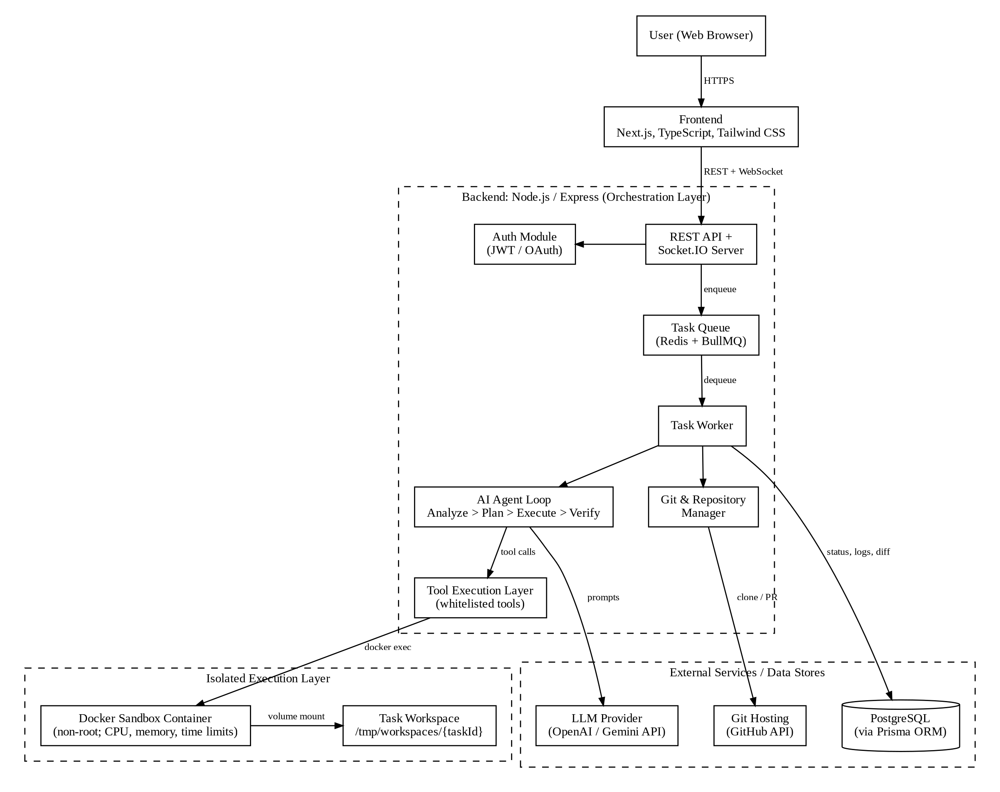 User (Web Browser)
HTTPS
Frontend
Next.js, TypeScript, Tailwind CSS
REST + WebSocket
Backend: Node.js / Express (Orchestration Layer)
Auth Module
(JWT / OAuth)
REST API +
Socket.IO Server
enqueue
Task Queue
(Redis + BullMQ)
dequeue
Task Worker
AI Agent Loop
Analyze > Plan > Execute > Verify
Git & Repository
Manager
tool calls
status, logs, diff
Tool Execution Layer
(whitelisted tools)
prompts
clone / PR
docker exec
Isolated Execution Layer
Docker Sandbox Container
(non-root; CPU, memory, time limits)
volume mount
Task Workspace
/tmp/workspaces/{taskId}
External Services / Data Stores
LLM Provider
(OpenAI / Gemini API)
Git Hosting
(GitHub API)
PostgreSQL
(via Prisma ORM)